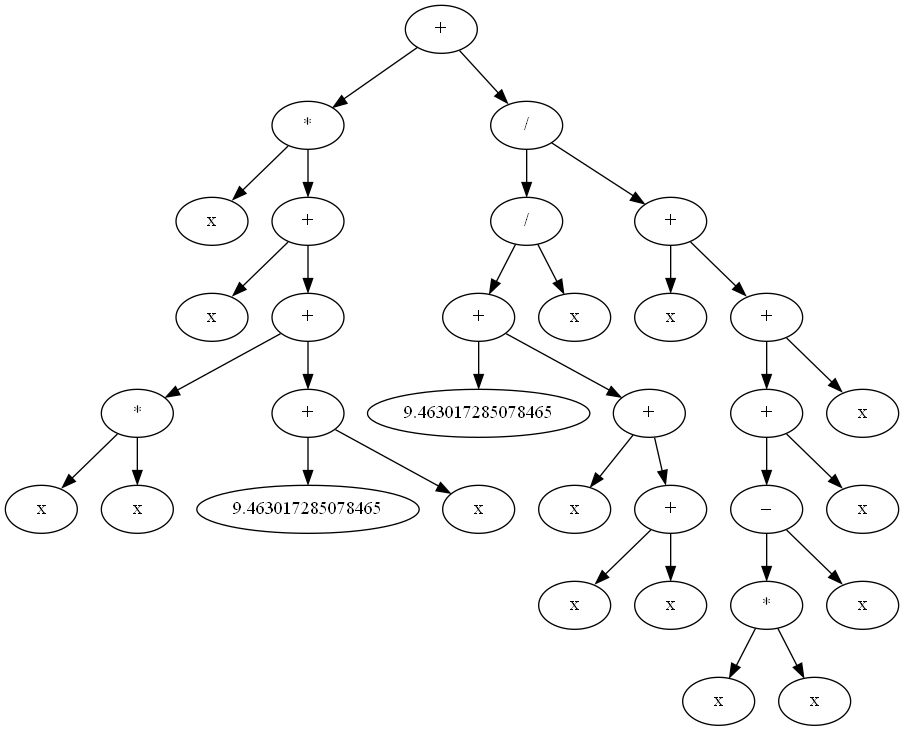 +
* /
x + / +
x + + x x +
* + 9.463017285078465 + + x
x x 9.463017285078465 x x + − x
x x * x
x x